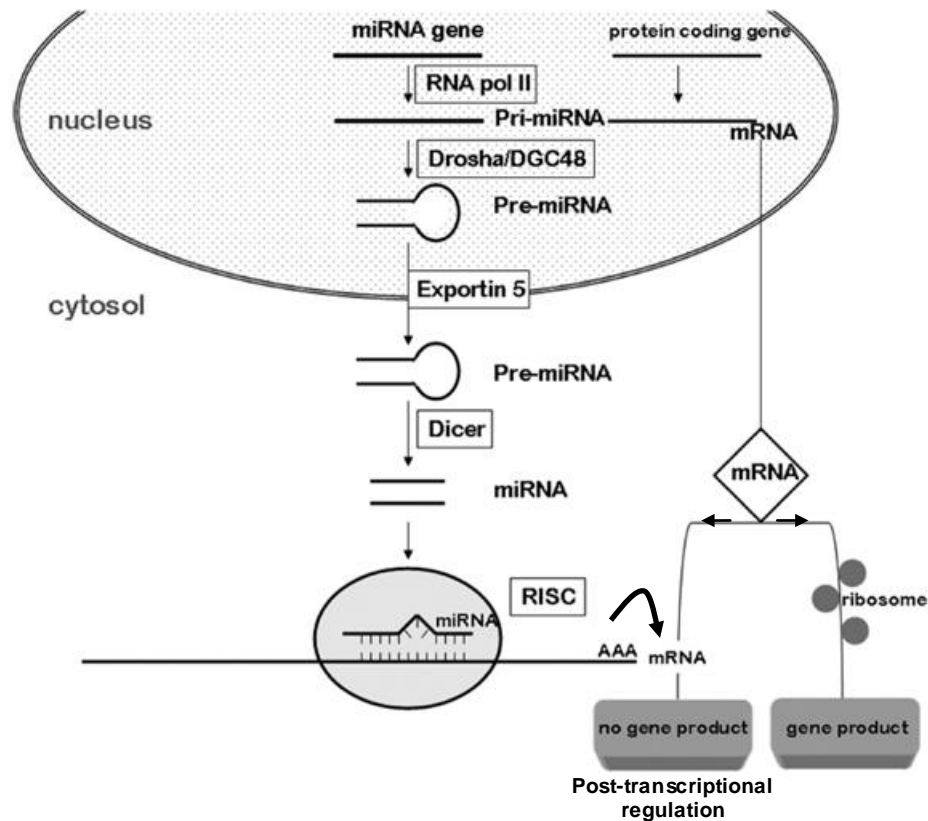 miRNA gene
protein coding gene
RNA pol II
nucleus
Pri-miRNA
mRNA
Drosha/DGC48
Pre-miRNA
Exportin 5
cytosol
Pre-miRNA
Dicer
mRNA
miRNA
RISC
ribosome
miRNA
AAA
mRNA
no gene product
gene product
Post-transcriptional
regulation